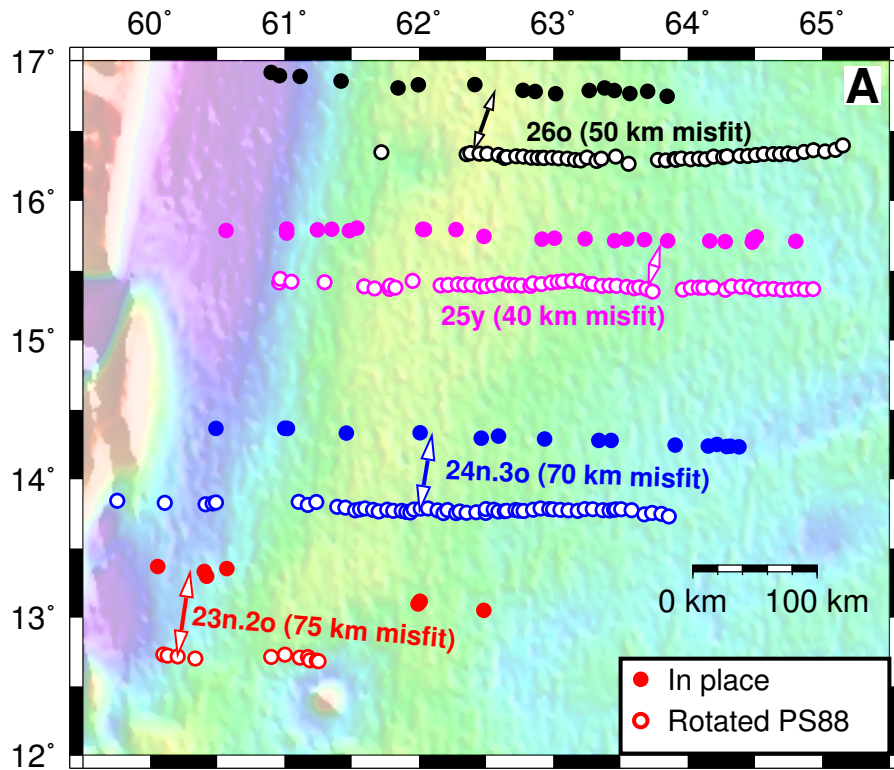 60° 61° 62° 63° 64° 65°
17°
A
26o (50 km misfit)
16°
25y (40 km misfit)
15°
24n.3o (70 km misfit)
14°
0 km 100 km
13°
23n.2o (75 km misfit)
In place
Rotated PS88
12°